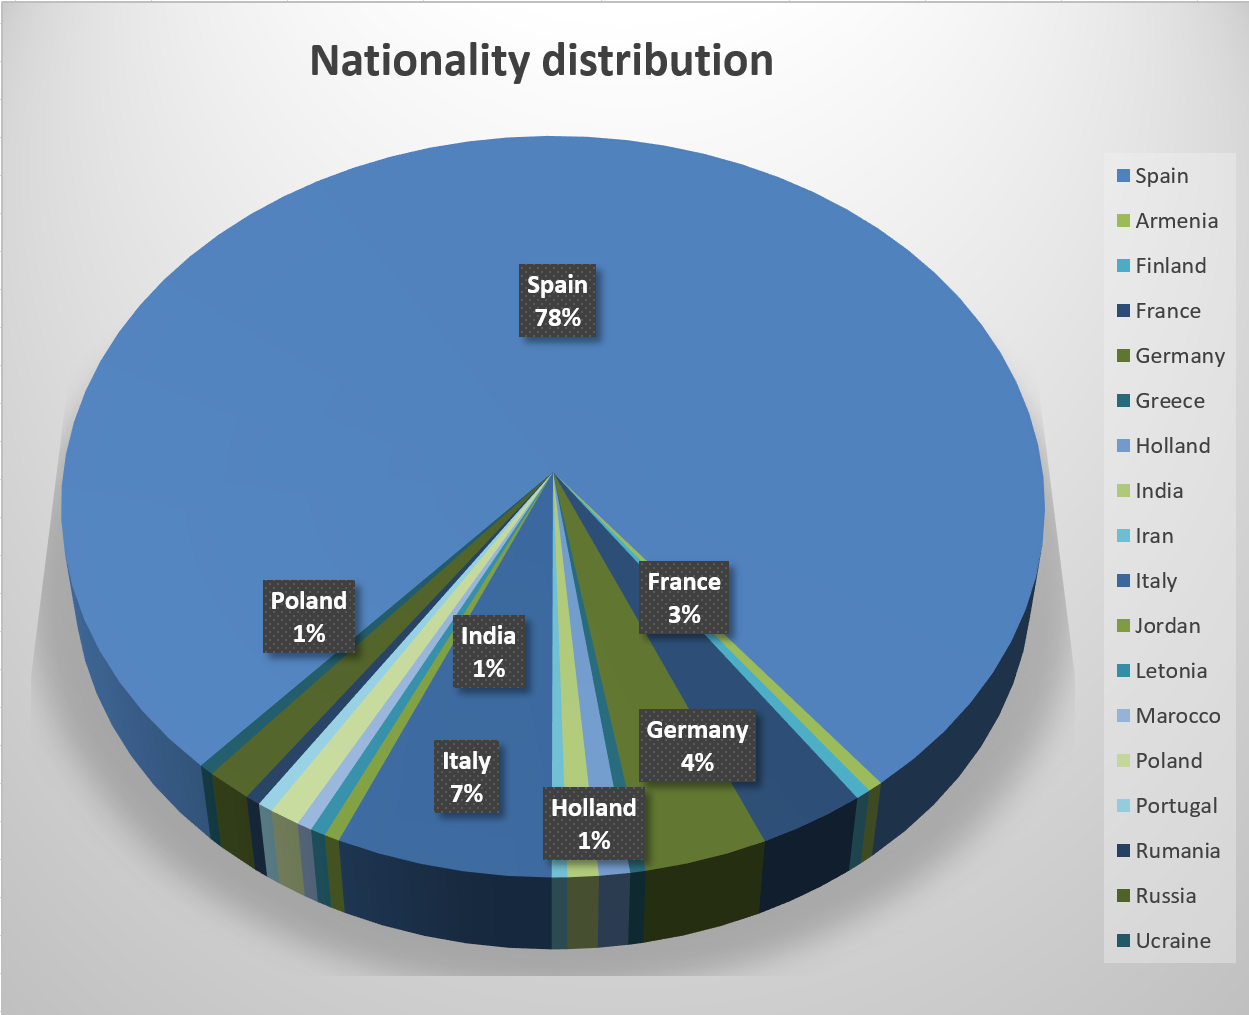 Nationality distribution
Spain
78%
Poland
1%
India
1%
France
3%
Italy
7%
Germany
4%
Holland
1%
Spain
Armenia
Finland
France
Germany
Greece
Holland
India
Iran
Italy
Jordan
Letonia
Marocco
Poland
Portugal
Rumania
Russia
Ucraine